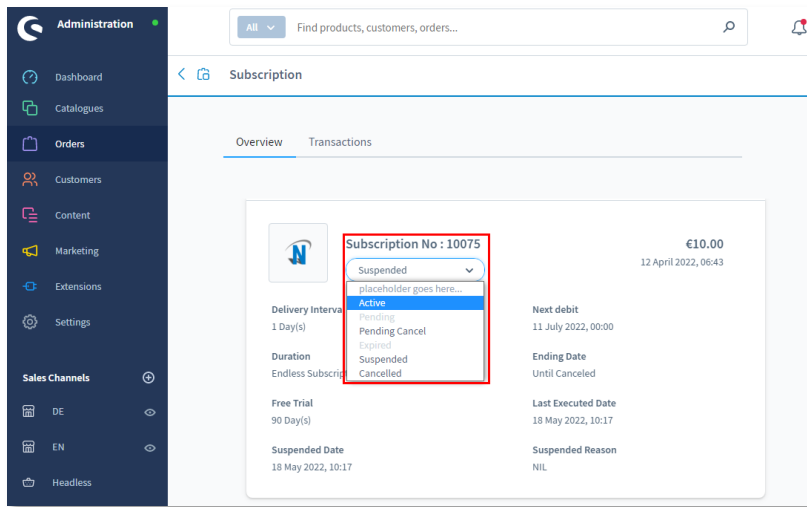 Administration
All
Find products, customers, orders...
Dashboard
Subscription
Catalogues
Orders
Overview
Transactions
Customers
Content
Marketing
Extensions
Settings
Sales Channels
DE
EN
Headless
N
Subscription No : 10075
€10.00
Suspended
12 April 2022, 06:43
placeholder goes here...
Active
Pending
Pending Cancel
Expired
Suspended
Cancelled
Delivery Interva
Next debit
1 Day(s)
11 July 2022, 00:00
Duration
Ending Date
Endless Subscrip
Until Canceled
Free Trial
Last Executed Date
90 Day(s)
18 May 2022, 10:17
Suspended Date
Suspended Reason
18 May 2022, 10:17
NIL